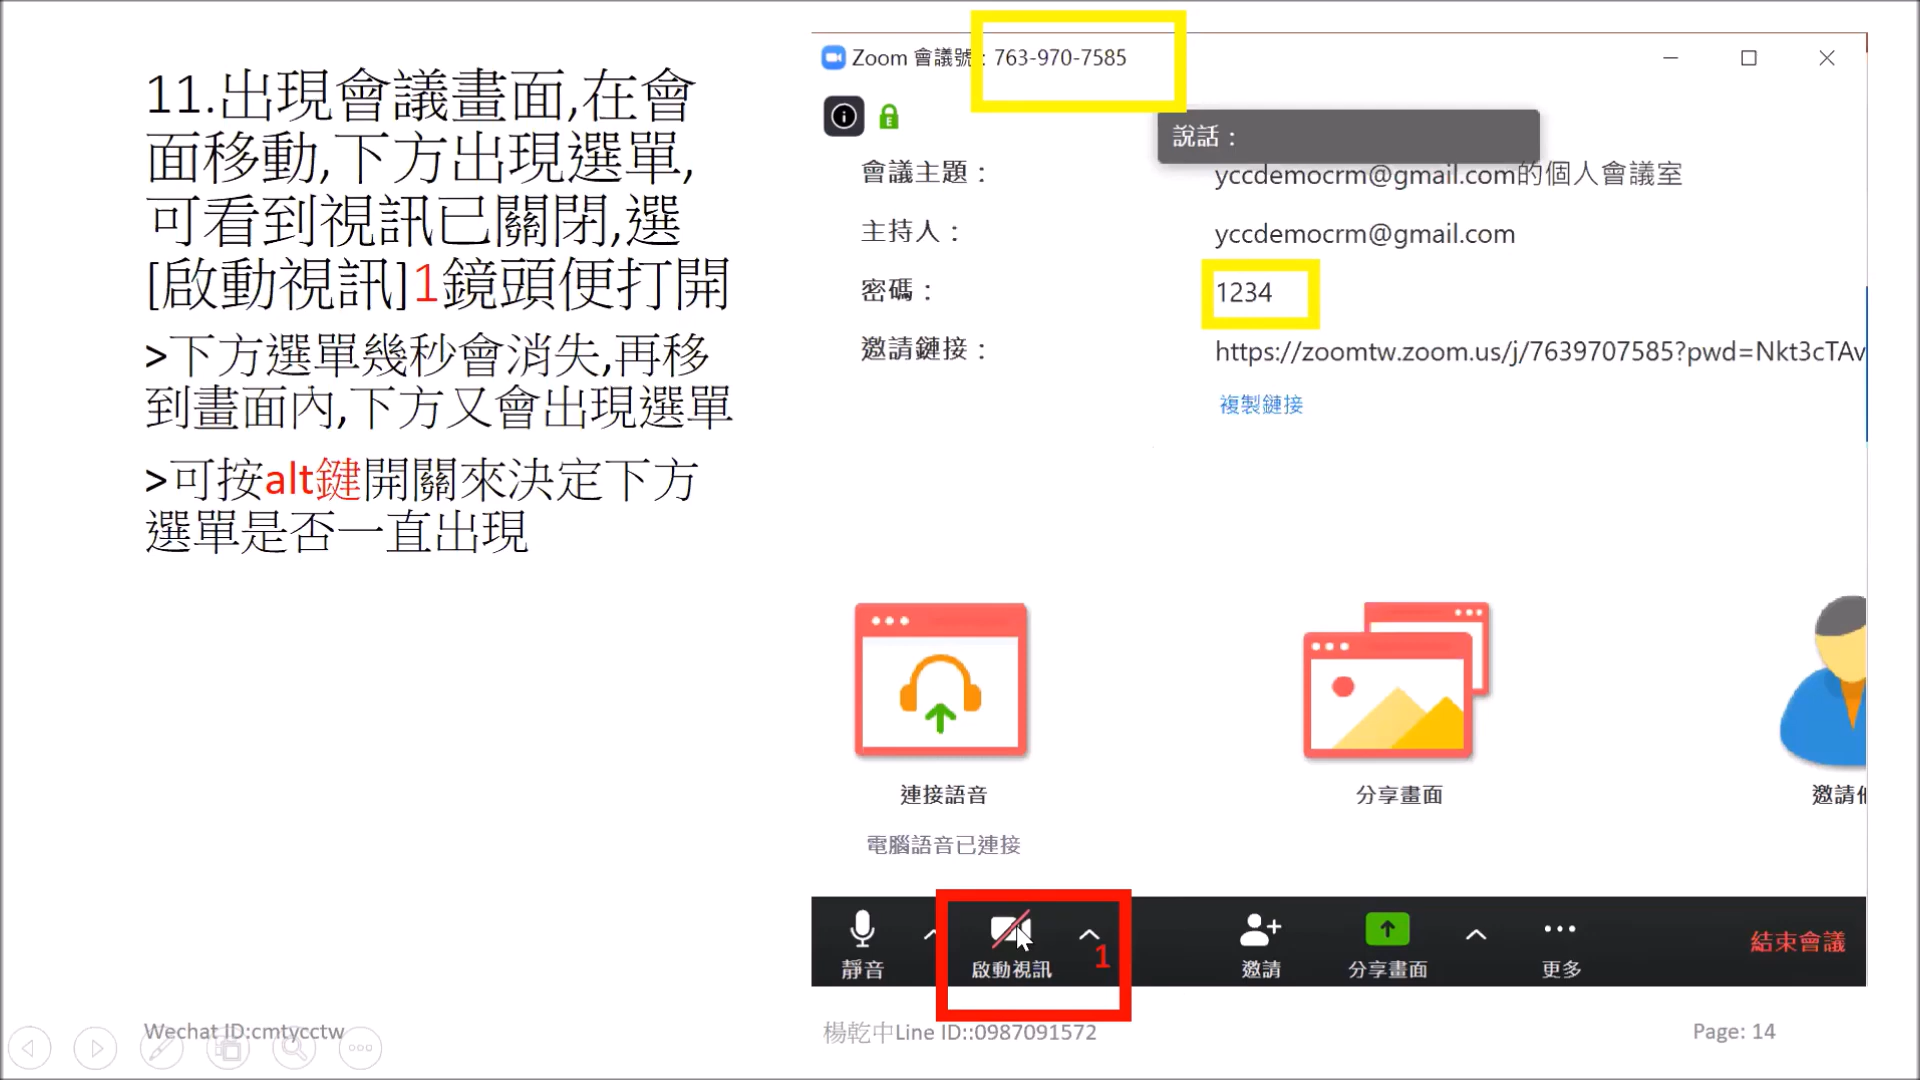 11.出現會議畫面,在會
面移動,下方出現選單,
可看到視訊已關閉,選
[啟動視訊]1鏡頭便打開
>下方選單幾秒會消失,再移
到畫面內,下方又會出現選單
>可按alt鍵開關來決定下方
選單是否一直出現
Zoom 會議號：763-970-7585
說話：
會議主題： yccdemocrm@gmail.com的個人會議室
主持人： yccdemocrm@gmail.com
密碼： 1234
邀請鏈接： https://zoomtw.zoom.us/j/7639707585?pwd=Nkt3cTAv
複製鏈接
連接語音 分享畫面 邀請
電腦語音已連接
靜音 啟動視訊 1 邀請 分享畫面 更多 結束會議
Wechat ID:cmtycctw 楊乾中Line ID::0987091572 Page: 14